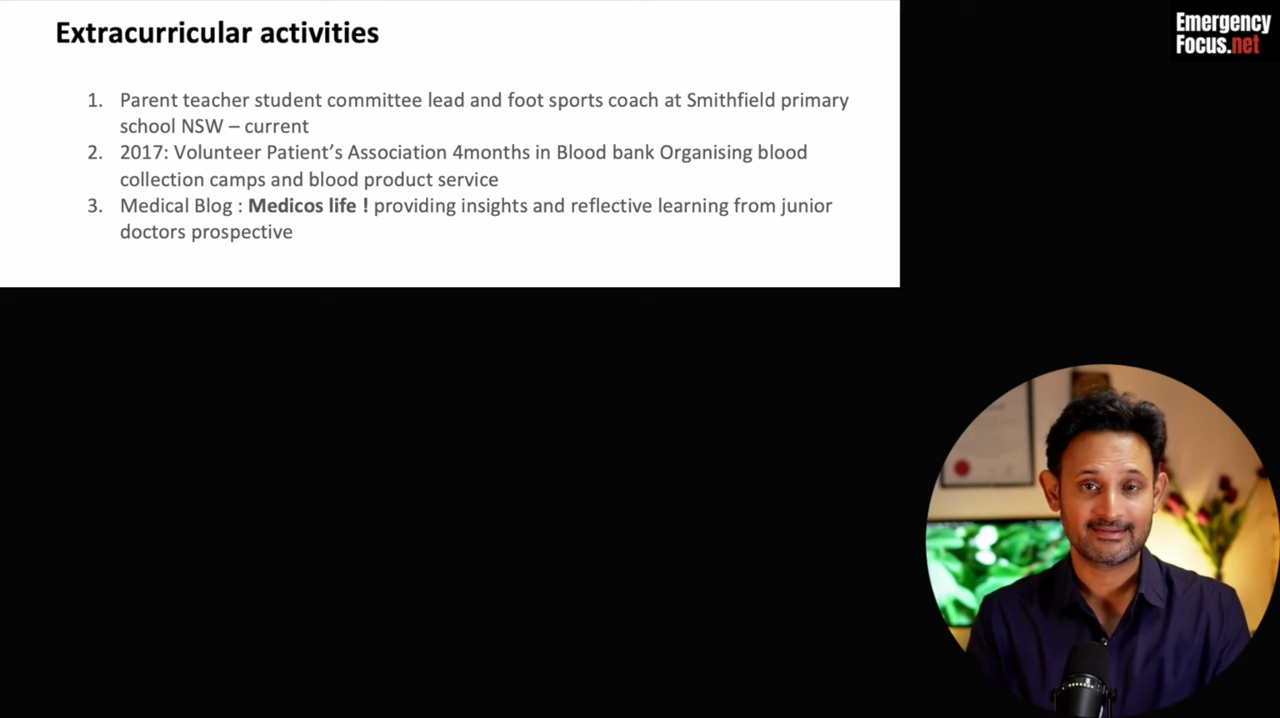 Extracurricular activities
Emergency
Focus.net
1. Parent teacher student committee lead and foot sports coach at Smithfield primary
school NSW – current
2. 2017: Volunteer Patient’s Association 4months in Blood bank Organising blood
collection camps and blood product service
3. Medical Blog : Medicos life ! providing insights and reflective learning from junior
doctors prospective